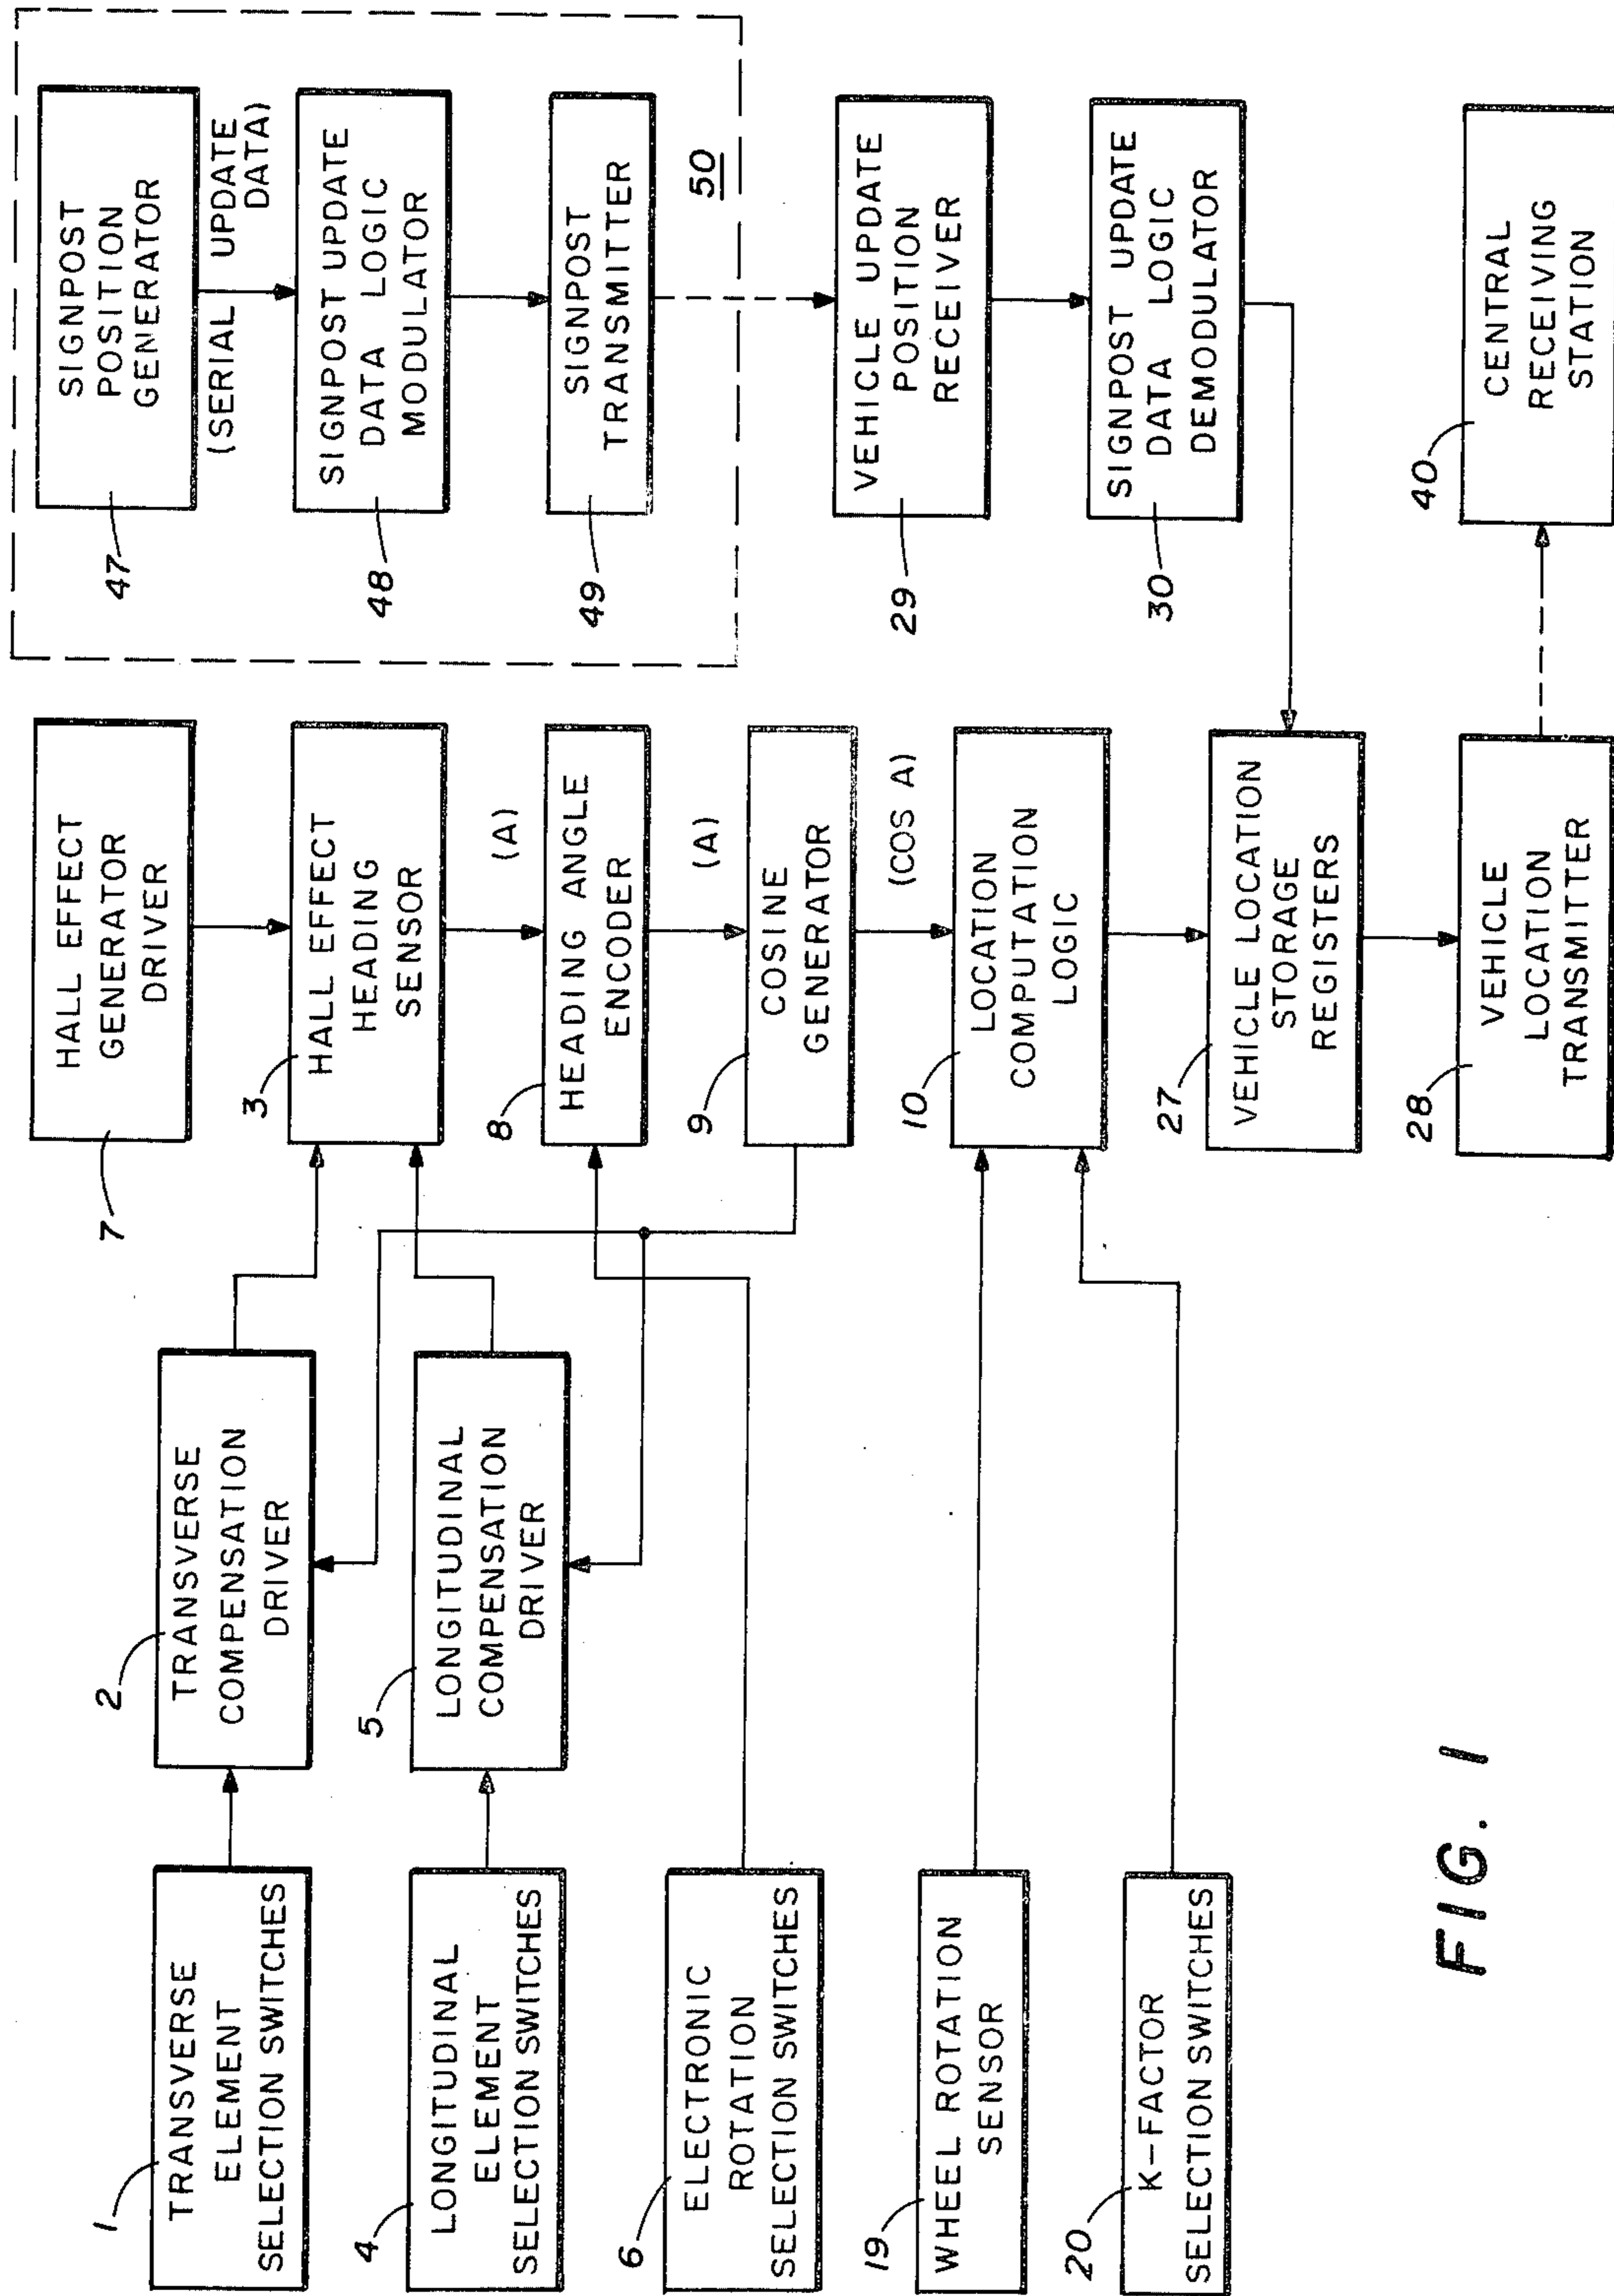 1
TRANSVERSE
ELEMENT
SELECTION SWITCHES
2
TRANSVERSE
COMPENSATION
DRIVER
4
LONGITUDINAL
ELEMENT
SELECTION SWITCHES
5
LONGITUDINAL
COMPENSATION
DRIVER
6
ELECTRONIC
ROTATION
SELECTION SWITCHES
19
WHEEL ROTATION
SENSOR
20
K-FACTOR
SELECTION SWITCHES
7
HALL EFFECT
GENERATOR
DRIVER
3
HALL EFFECT
HEADING
SENSOR
(A)
8
HEADING ANGLE
ENCODER
(A)
9
COSINE
GENERATOR
(COS A)
10
LOCATION
COMPUTATION
LOGIC
27
VEHICLE LOCATION
STORAGE
REGISTERS
28
VEHICLE
LOCATION
TRANSMITTER
47
SIGNPOST
POSITION
GENERATOR
(SERIAL UPDATE
DATA)
48
SIGNPOST UPDATE
DATA LOGIC
MODULATOR
49
SIGNPOST
TRANSMITTER
50
29
VEHICLE UPDATE
POSITION
RECEIVER
30
SIGNPOST UPDATE
DATA LOGIC
DEMODULATOR
40
CENTRAL
RECEIVING
STATION
FIG. 1